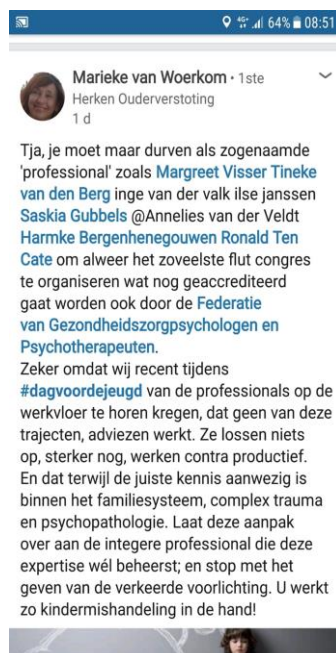 64% 08:51
Marieke van Woerkom · 1ste
Herken Ouderverstoting
1 d
Tja, je moet maar durven als zogenaamde
'professional' zoals Margreet Visser Tineke
van den Berg inge van der valk ilse janssen
Saskia Gubbels @Annelies van der Veldt
Harmke Bergenhenegouwen Ronald Ten
Cate om alweer het zoveelste flut congres
te organiseren wat nog geaccrediteerd
gaat worden ook door de Federatie
van Gezondheidszorgpsychologen en
Psychotherapeuten.
Zeker omdat wij recent tijdens
#dagvoordejeugd van de professionals op de
werkvloer te horen kregen, dat geen van deze
trajecten, adviezen werkt. Ze lossen niets
op, sterker nog, werken contra productief.
En dat terwijl de juiste kennis aanwezig is
binnen het familiesysteem, complex trauma
en psychopathologie. Laat deze aanpak
over aan de integere professional die deze
expertise wél beheerst; en stop met het
geven van de verkeerde voorlichting. U werkt
zo kindermishandeling in de hand!